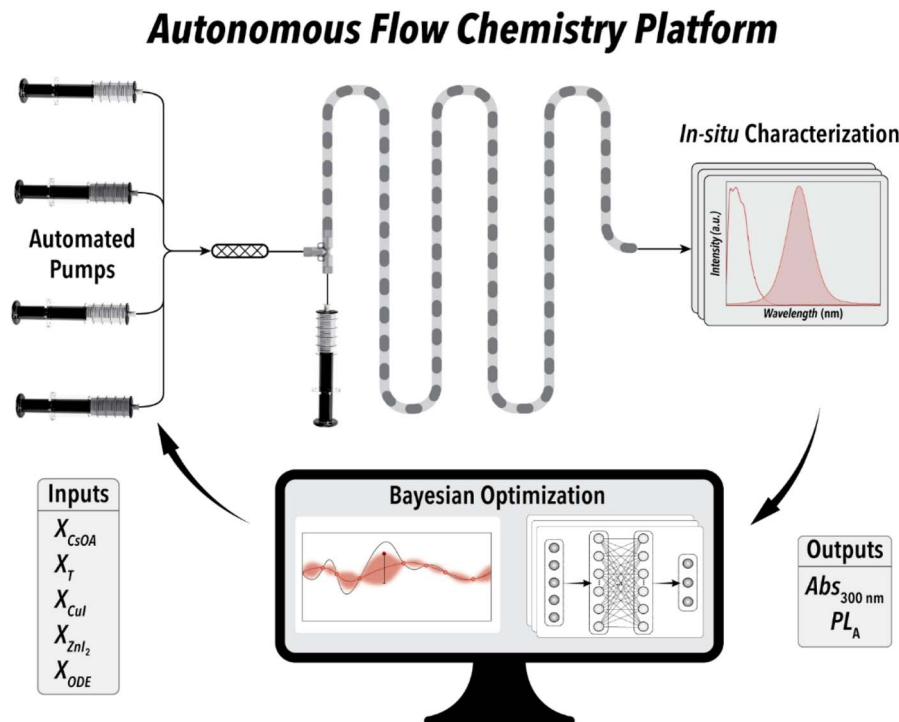 Autonomous Flow Chemistry Platform
In-situ Characterization
Intensity (a.u.)
Wavelength (nm)
Automated
Pumps
Bayesian Optimization
Inputs
X_CsOA
X_T
X_CuI
X_ZnI₂
X_ODE
Outputs
Abs_300 nm
PL_A